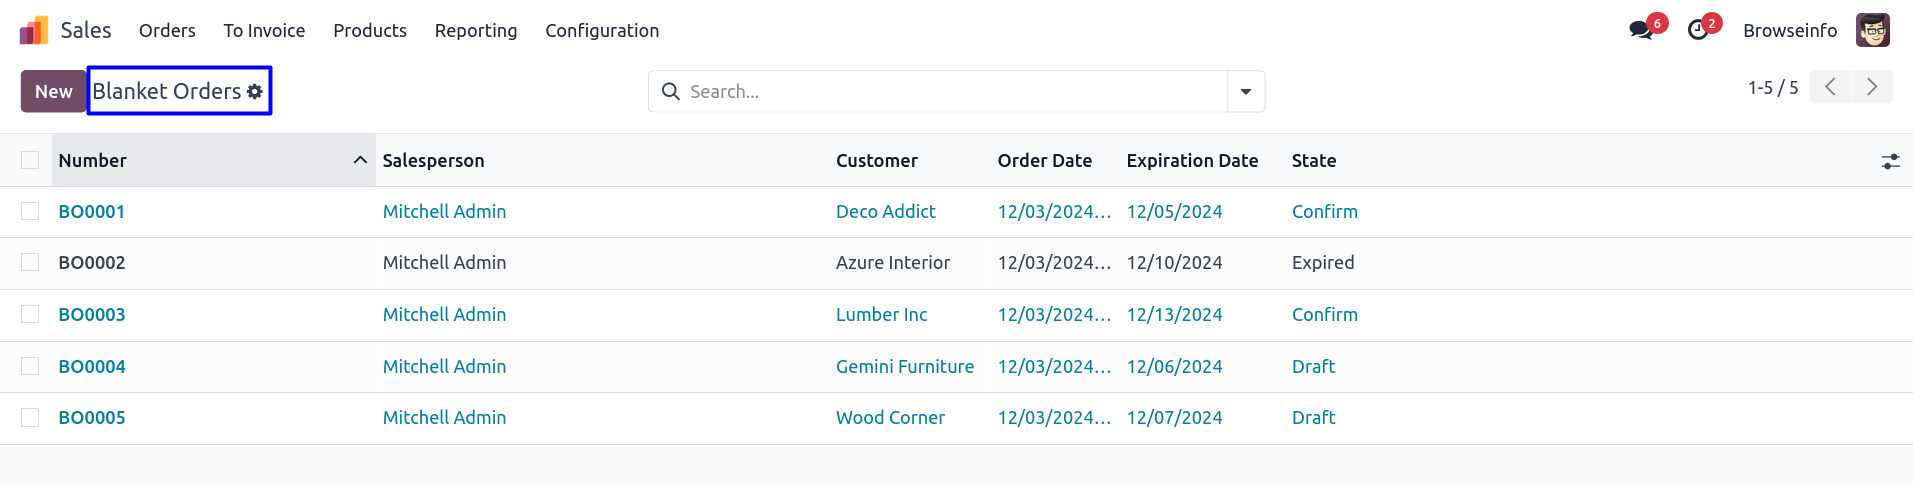 Sales Orders To Invoice Products Reporting Configuration 6 2 Browseinfo
New Blanket Orders Search... 1-5 / 5
Number Salesperson Customer Order Date Expiration Date State
BO0001 Mitchell Admin Deco Addict 12/03/2024... 12/05/2024 Confirm
BO0002 Mitchell Admin Azure Interior 12/03/2024... 12/10/2024 Expired
BO0003 Mitchell Admin Lumber Inc 12/03/2024... 12/13/2024 Confirm
BO0004 Mitchell Admin Gemini Furniture 12/03/2024... 12/06/2024 Draft
BO0005 Mitchell Admin Wood Corner 12/03/2024... 12/07/2024 Draft